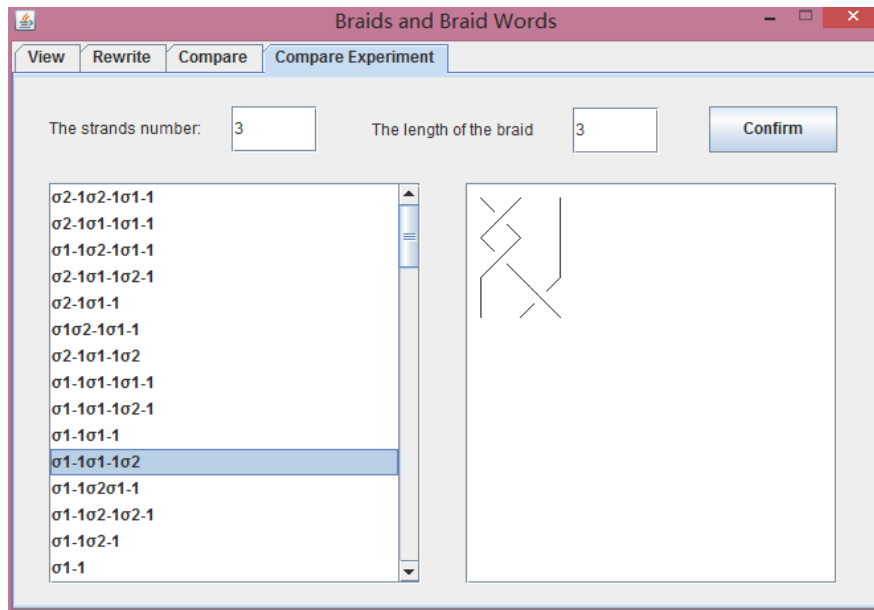 Braids and Braid Words
View Rewrite Compare Compare Experiment
The strands number: 3 The length of the braid 3 Confirm
σ2-1σ2-1σ1-1
σ2-1σ1-1σ1-1
σ1-1σ2-1σ1-1
σ2-1σ1-1σ2-1
σ2-1σ1-1
σ1σ2-1σ1-1
σ2-1σ1-1σ2
σ1-1σ1-1σ1-1
σ1-1σ1-1σ2-1
σ1-1σ1-1
σ1-1σ1-1σ2
σ1-1σ2σ1-1
σ1-1σ2-1σ2-1
σ1-1σ2-1
σ1-1